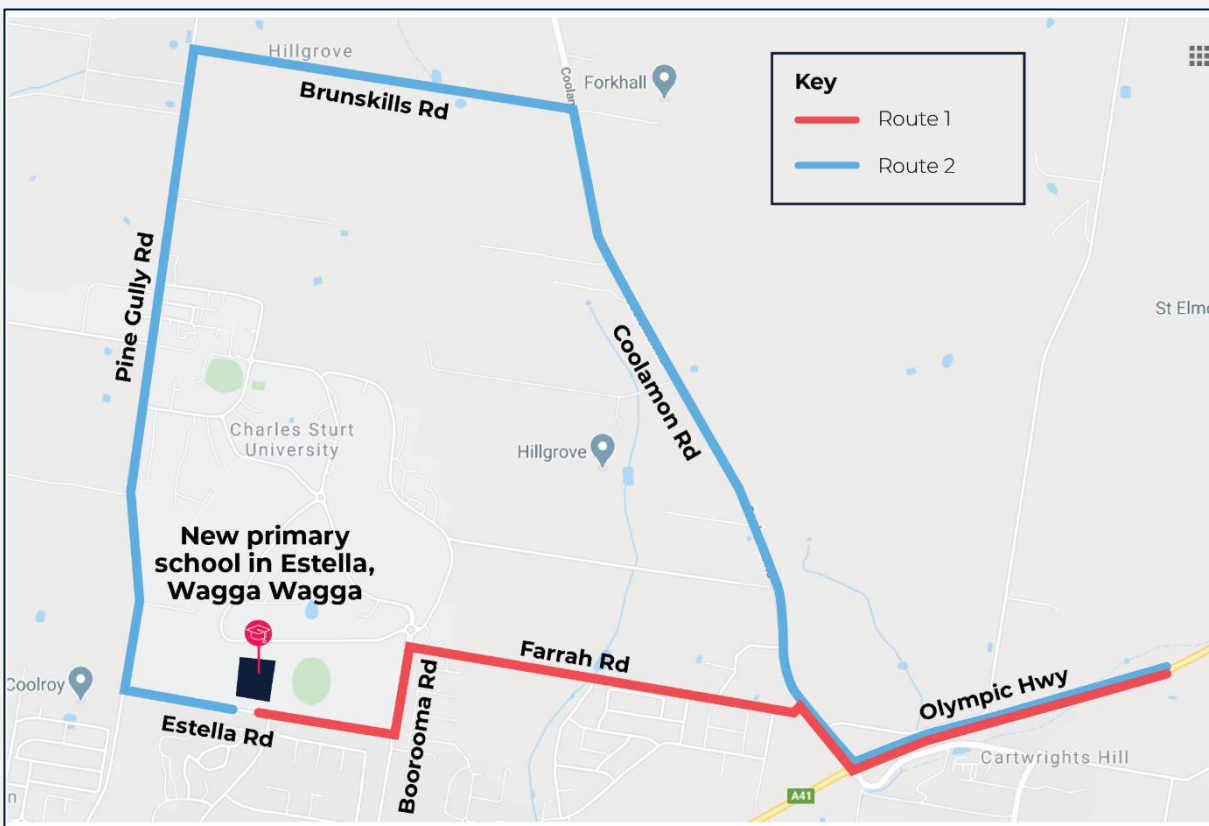 Hillgrove
Brunskills Rd
Coolam
Forkhall
Key
Route 1
Route 2
Pine Gully Rd
St Elmo
Coolamon Rd
Charles Sturt
University
Hillgrove
New primary
school in Estella,
Wagga Wagga
Farrah Rd
Coolroy
Estella Rd
Boorooma Rd
Olympic Hwy
Cartwrights Hill
A41
n